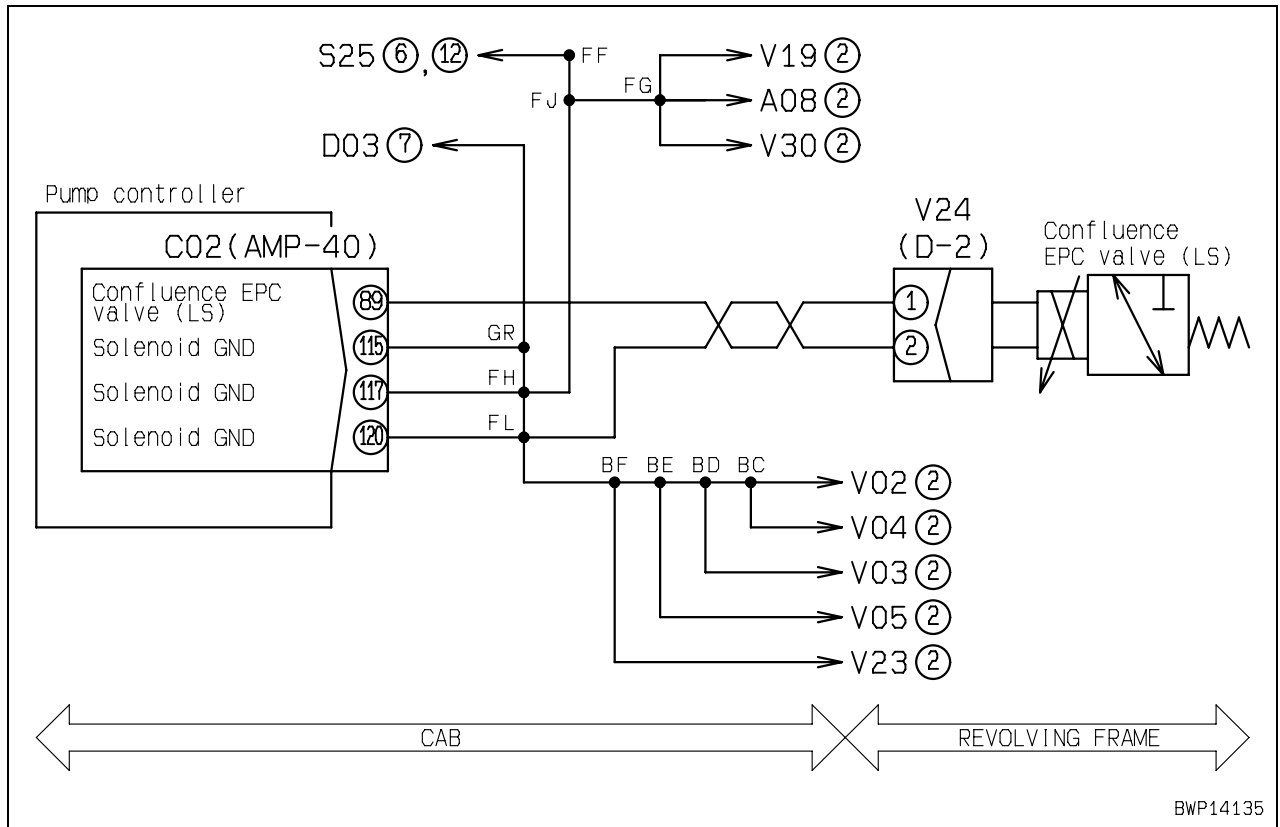 S25 ⑥, ⑫ FF V19 ②
FJ FG A08 ②
D03 ⑦ V30 ②
Pump controller
C02(AMP-40)
V24
(D-2)
Confluence
EPC valve (LS)
Confluence EPC
valve (LS)
89
①
Solenoid GND 115 GR ②
Solenoid GND 117 FH
Solenoid GND 120 FL
BF BE BD BC V02 ②
V04 ②
V03 ②
V05 ②
V23 ②
CAB REVOLVING FRAME
BWP14135